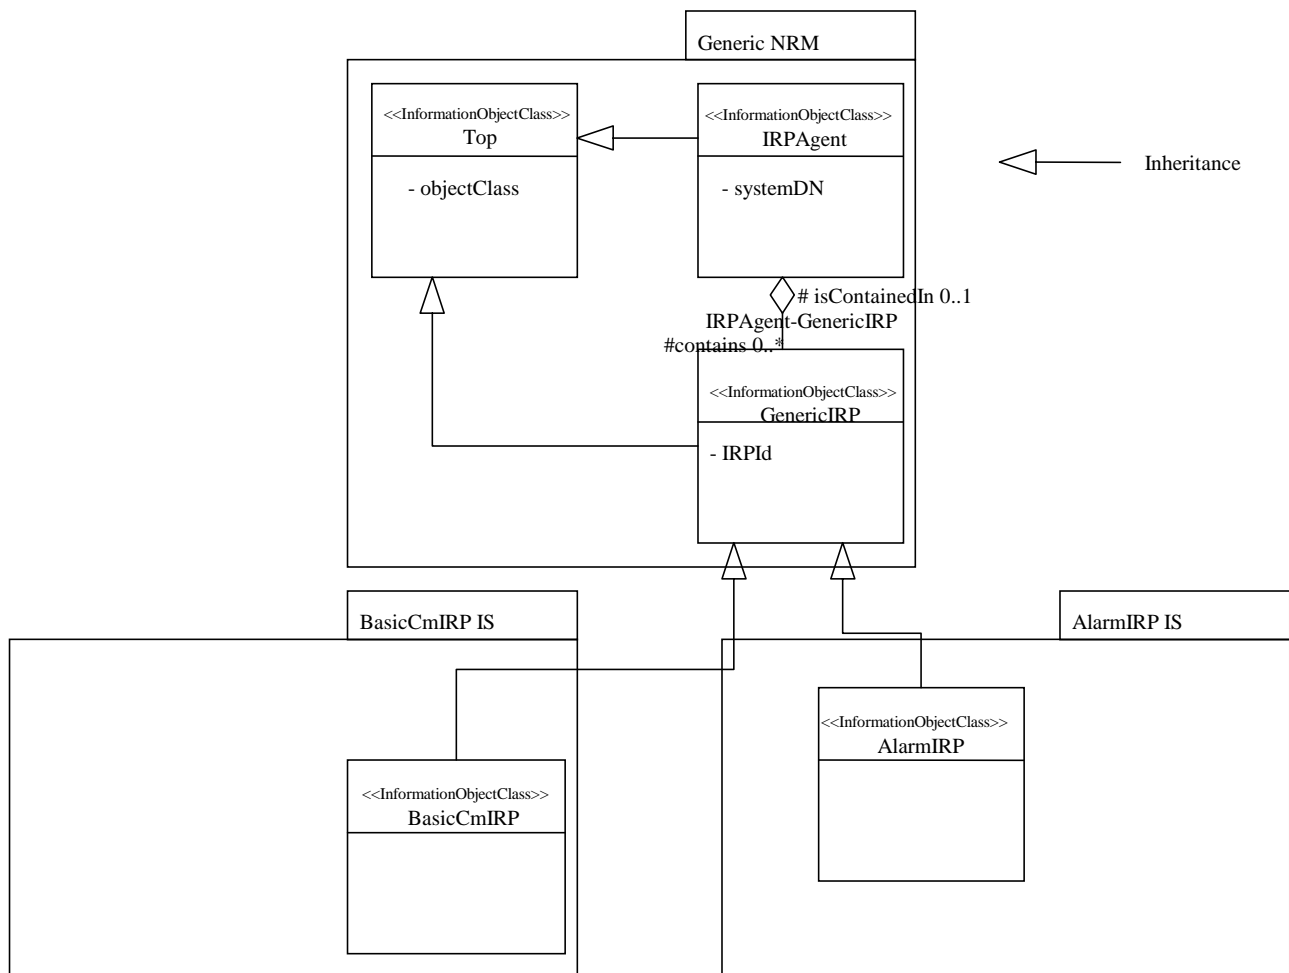 Generic NRM
<<InformationObjectClass>>
Top
- objectClass
<<InformationObjectClass>>
IRPAgent
- systemDN
Inheritance
# isContainedIn 0..1
IRPAgent-GenericIRP
#contains 0..*
<<InformationObjectClass>>
GenericIRP
- IRPId
BasicCmIRP IS
AlarmIRP IS
<<InformationObjectClass>>
AlarmIRP
<<InformationObjectClass>>
BasicCmIRP